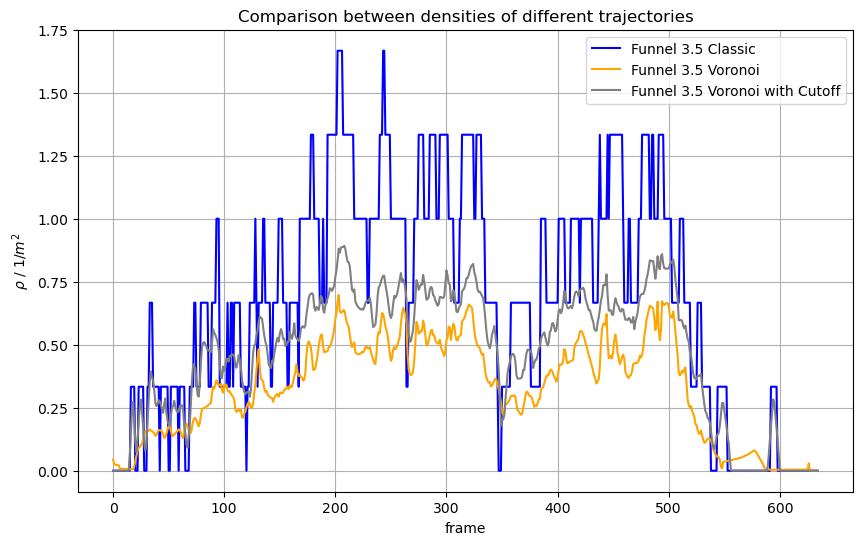 Comparison between densities of different trajectories
1.75
1.50
1.25
1.00
0.75
0.50
0.25
0.00
ρ / 1/m²
Funnel 3.5 Classic
Funnel 3.5 Voronoi
Funnel 3.5 Voronoi with Cutoff
0 100 200 300 400 500 600
frame